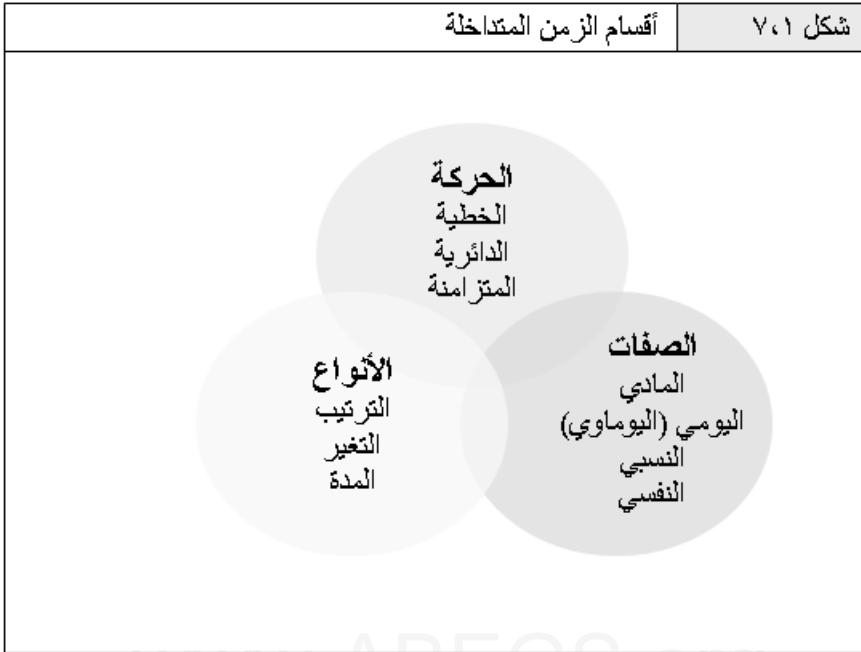 شكل ٧،١
أقسام الزمن المتداخلة
الحركة
الخطية
الدائرية
المتزامنة
الصفات
المادي
اليومي (اليوماوي)
النسبي
النفسي
الأنواع
الترتيب
التغير
المدة